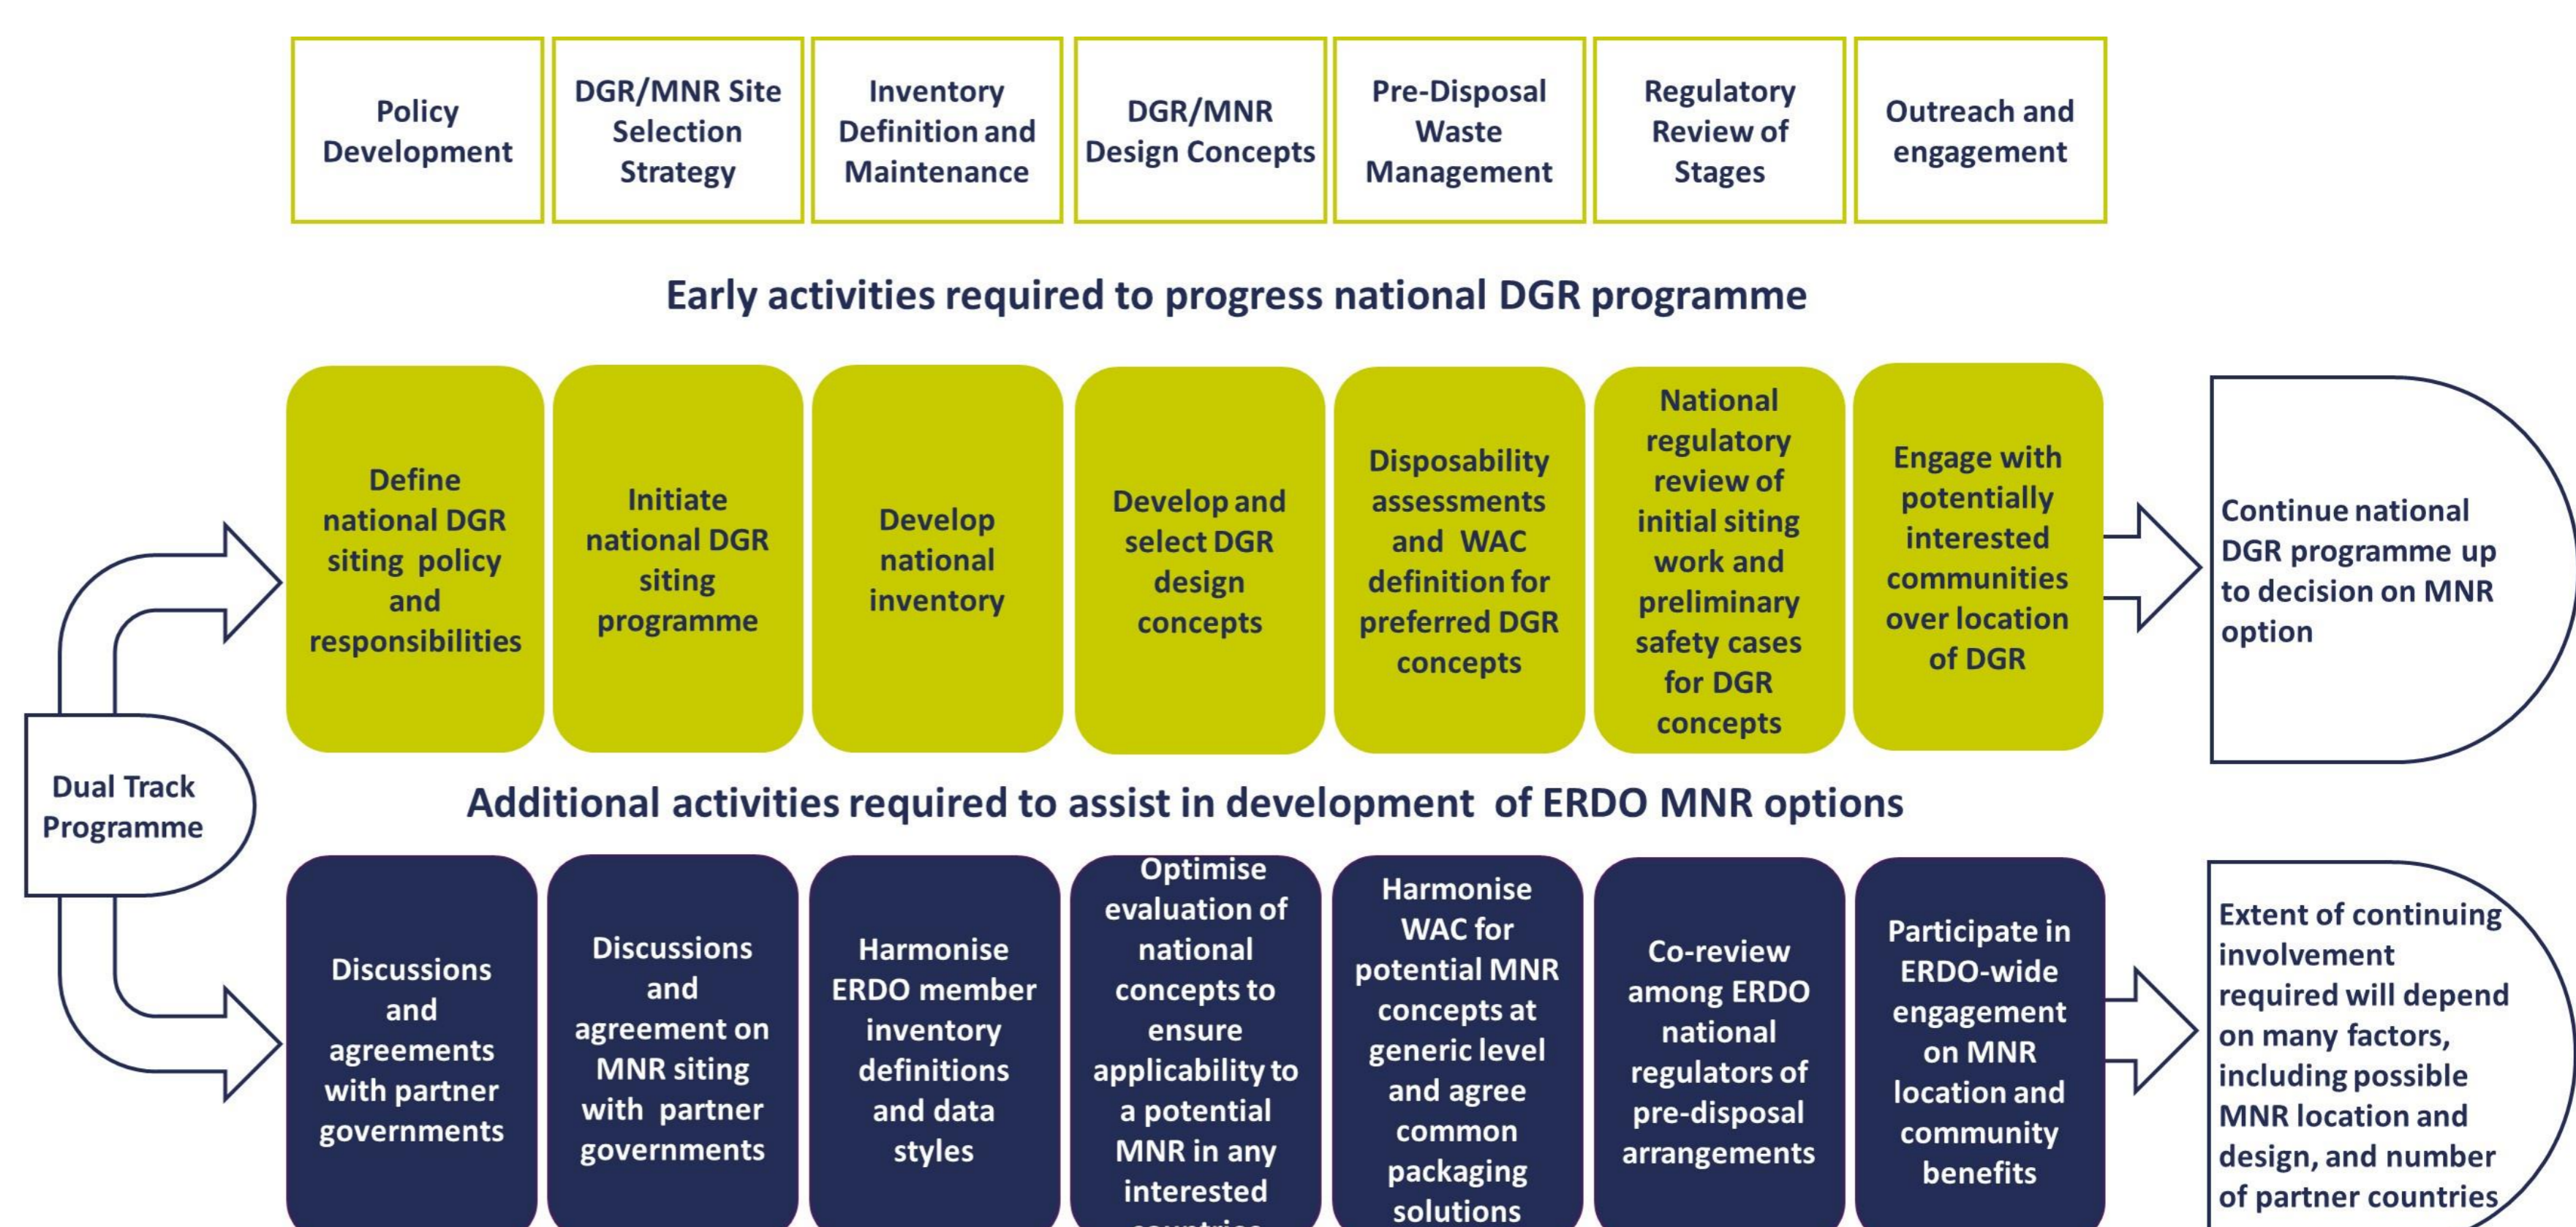 Policy
Development
DGR/MNR Site
Selection
Strategy
Inventory
Definition and
Maintenance
DGR/MNR
Design Concepts
Pre-Disposal
Waste
Management
Regulatory
Review of
Stages
Outreach and
engagement
Early activities required to progress national DGR programme
Define
national DGR
siting policy
and
responsibilities
Initiate
national DGR
siting
programme
Develop
national
inventory
Develop and
select DGR
design
concepts
Disposability
assessments
and WAC
definition for
preferred DGR
concepts
National
regulatory
review of
initial siting
work and
preliminary
safety cases
for DGR
concepts
Engage with
potentially
interested
communities
over location
of DGR
Continue national
DGR programme up
to decision on MNR
option
Dual Track
Programme
Additional activities required to assist in development of ERDO MNR options
Discussions
and
agreements
with partner
governments
Discussions
and
agreement on
MNR siting
with partner
governments
Harmonise
ERDO member
inventory
definitions
and data
styles
Optimise
evaluation of
national
concepts to
ensure
applicability to
a potential
MNR in any
interested
Harmonise
WAC for
potential MNR
concepts at
generic level
and agree
common
packaging
solutions
Co-review
among ERDO
national
regulators of
pre-disposal
arrangements
Participate in
ERDO-wide
engagement
on MNR
location and
community
benefits
Extent of continuing
involvement
required will depend
on many factors,
including possible
MNR location and
design, and number
of partner countries